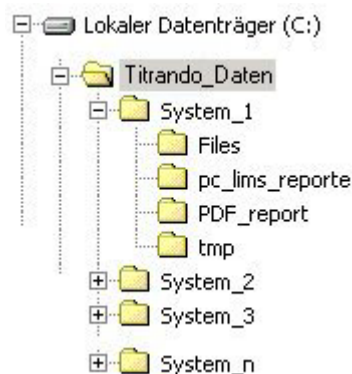 Lokaler Datenträger (C:)
Titrando_Daten
System_1
Files
pc_lims_reporte
PDF_report
tmp
System_2
System_3
System_n